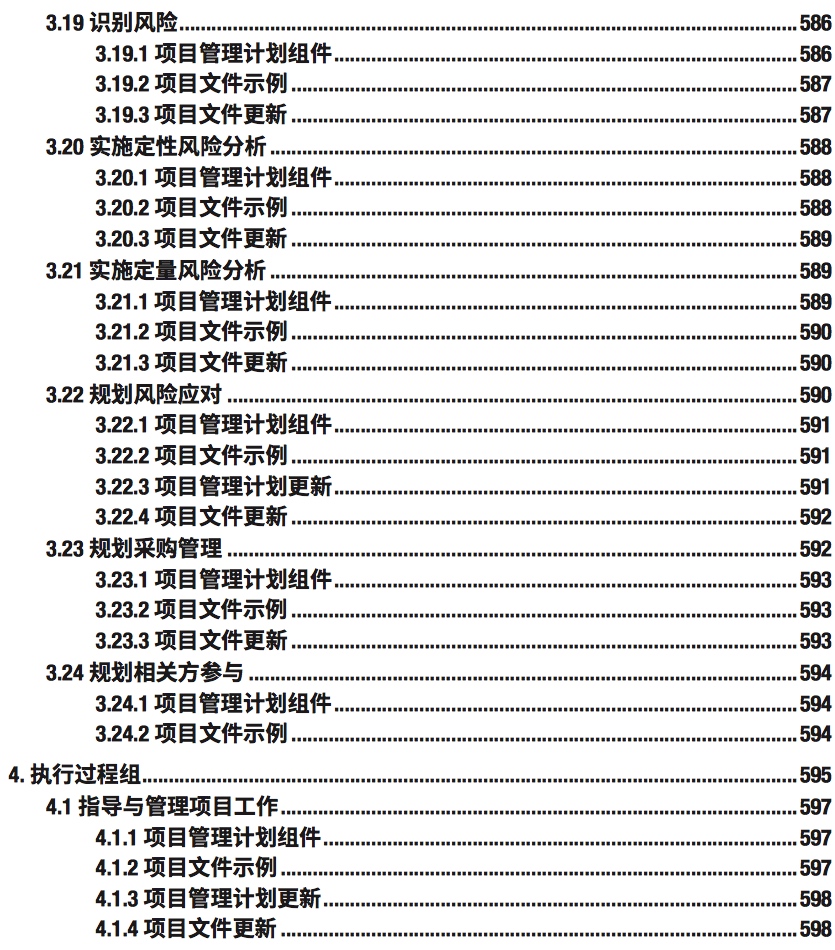 3.19 识别风险........586
3.19.1 项目管理计划组件........586
3.19.2 项目文件示例........587
3.19.3 项目文件更新........587
3.20 实施定性风险分析........588
3.20.1 项目管理计划组件........588
3.20.2 项目文件示例........588
3.20.3 项目文件更新........589
3.21 实施定量风险分析........589
3.21.1 项目管理计划组件........589
3.21.2 项目文件示例........590
3.21.3 项目文件更新........590
3.22 规划风险应对........590
3.22.1 项目管理计划组件........591
3.22.2 项目文件示例........591
3.22.3 项目管理计划更新........591
3.22.4 项目文件更新........592
3.23 规划采购管理........592
3.23.1 项目管理计划组件........593
3.23.2 项目文件示例........593
3.23.3 项目文件更新........593
3.24 规划相关方参与........594
3.24.1 项目管理计划组件........594
3.24.2 项目文件示例........594
4. 执行过程组........595
4.1 指导与管理项目工作........597
4.1.1 项目管理计划组件........597
4.1.2 项目文件示例........597
4.1.3 项目管理计划更新........598
4.1.4 项目文件更新........598